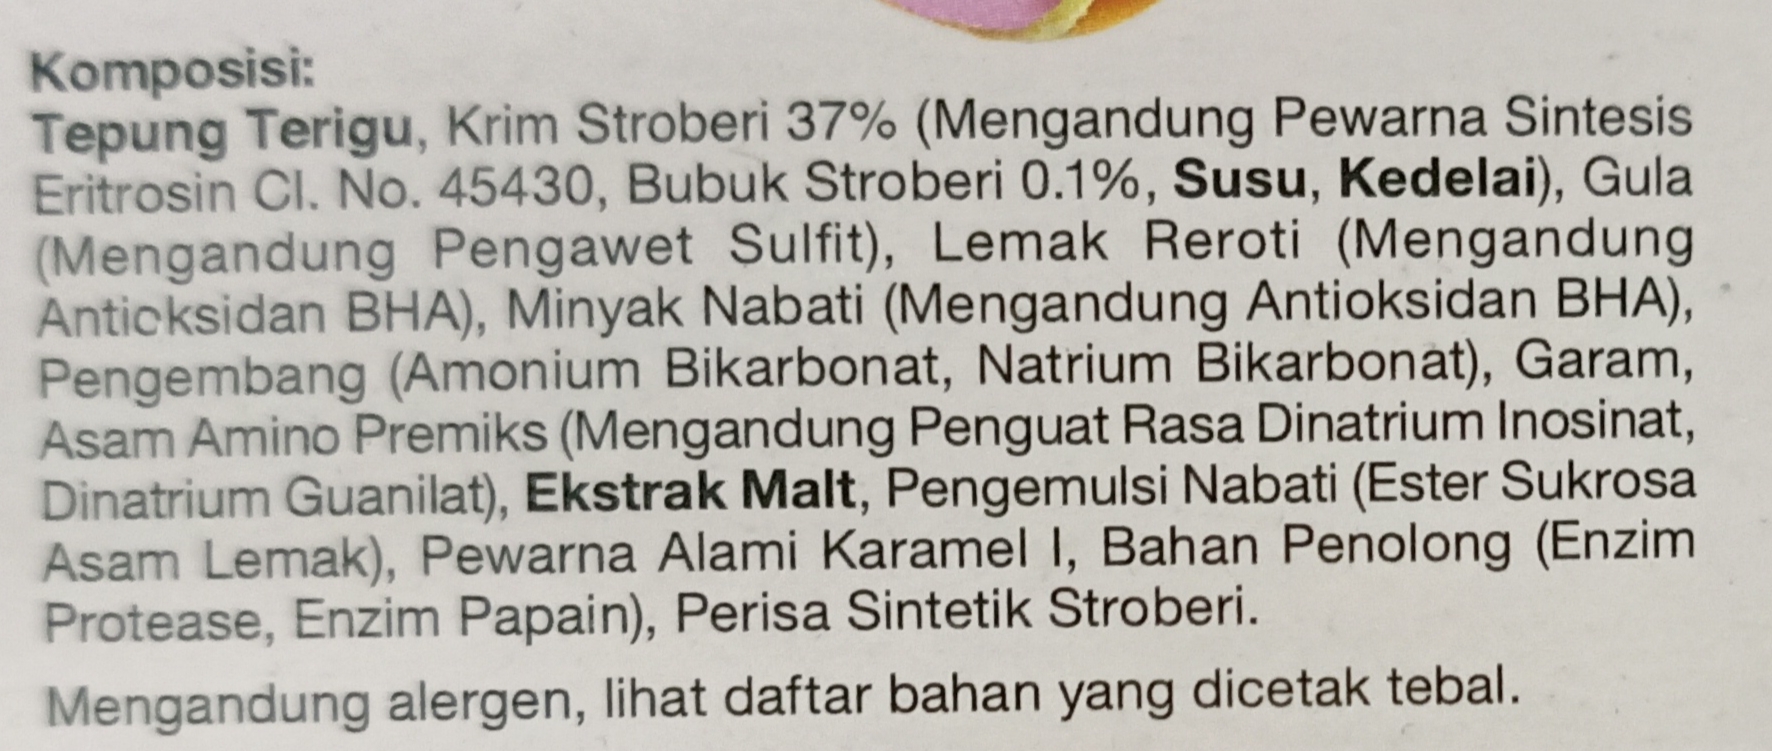 Komposisi:
Tepung Terigu, Krim Stroberi 37% (Mengandung Pewarna Sintesis
Eritrosin CI. No. 45430, Bubuk Stroberi 0.1%, Susu, Kedelai), Gula
(Mengandung Pengawet Sulfit), Lemak Reroti (Mengandung
Antioksidan BHA), Minyak Nabati (Mengandung Antioksidan BHA),
Pengembang (Amonium Bikarbonat, Natrium Bikarbonat), Garam,
Asam Amino Premiks (Mengandung Penguat Rasa Dinatrium Inosinat,
Dinatrium Guanilat), Ekstrak Malt, Pengemulsi Nabati (Ester Sukrosa
Asam Lemak), Pewarna Alami Karamel I, Bahan Penolong (Enzim
Protease, Enzim Papain), Perisa Sintetik Stroberi.
Mengandung alergen, lihat daftar bahan yang dicetak tebal.